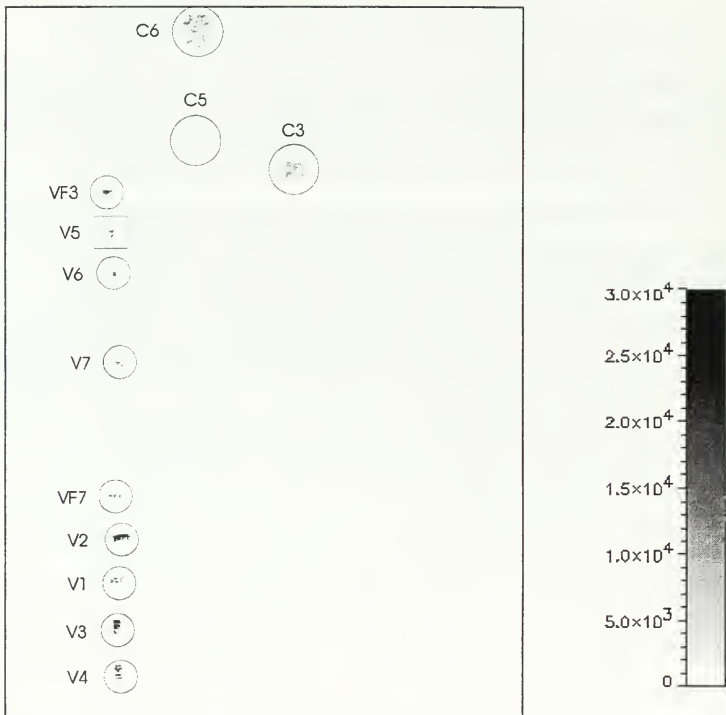 C6
C5
C3
VF3
V5
V6
V7
VF7
V2
V1
V3
V4
3.0×10⁴
2.5×10⁴
2.0×10⁴
1.5×10⁴
1.0×10⁴
5.0×10³
0